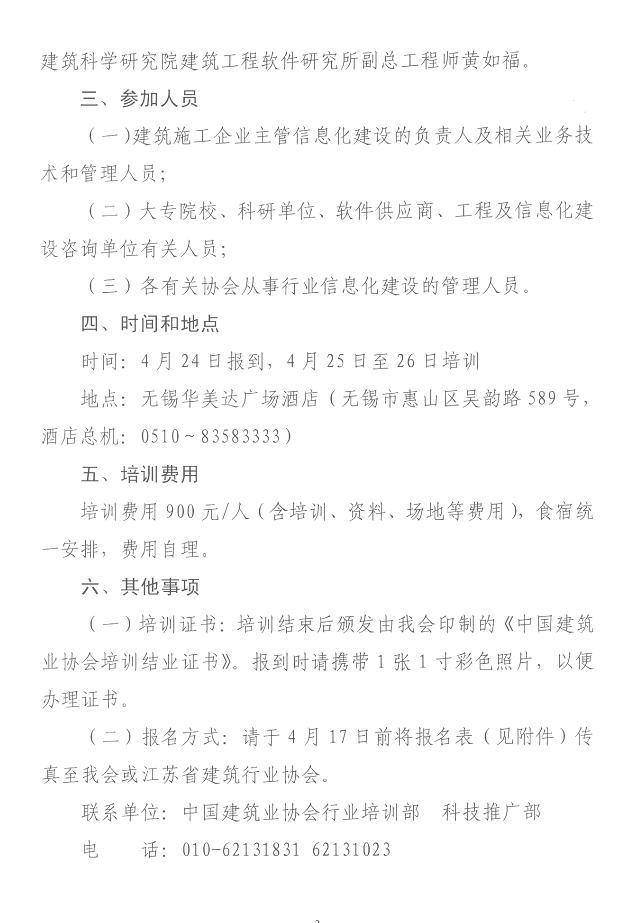 建筑科学研究院建筑工程软件研究所副总工程师黄如福。
三、参加人员
（一）建筑施工企业主管信息化建设的负责人及相关业务技
术和管理人员；
（二）大专院校、科研单位、软件供应商、工程及信息化建
设咨询单位有关人员；
（三）各有关协会从事行业信息化建设的管理人员。
四、时间和地点
时间：4月24日报到，4月25日至26日培训
地点：无锡华美达广场酒店（无锡市惠山区吴韵路589号，
酒店总机：0510～83583333）
五、培训费用
培训费用900元/人（含培训、资料、场地等费用），食宿统
一安排，费用自理。
六、其他事项
（一）培训证书：培训结束后颁发由我会印制的《中国建筑
业协会培训结业证书》。报到时请携带1张1寸彩色照片，以便
办理证书。
（二）报名方式：请于4月17日前将报名表（见附件）传
真至我会或江苏省建筑行业协会。
联系单位：中国建筑业协会行业培训部 科技推广部
电 话：010-62131831 62131023